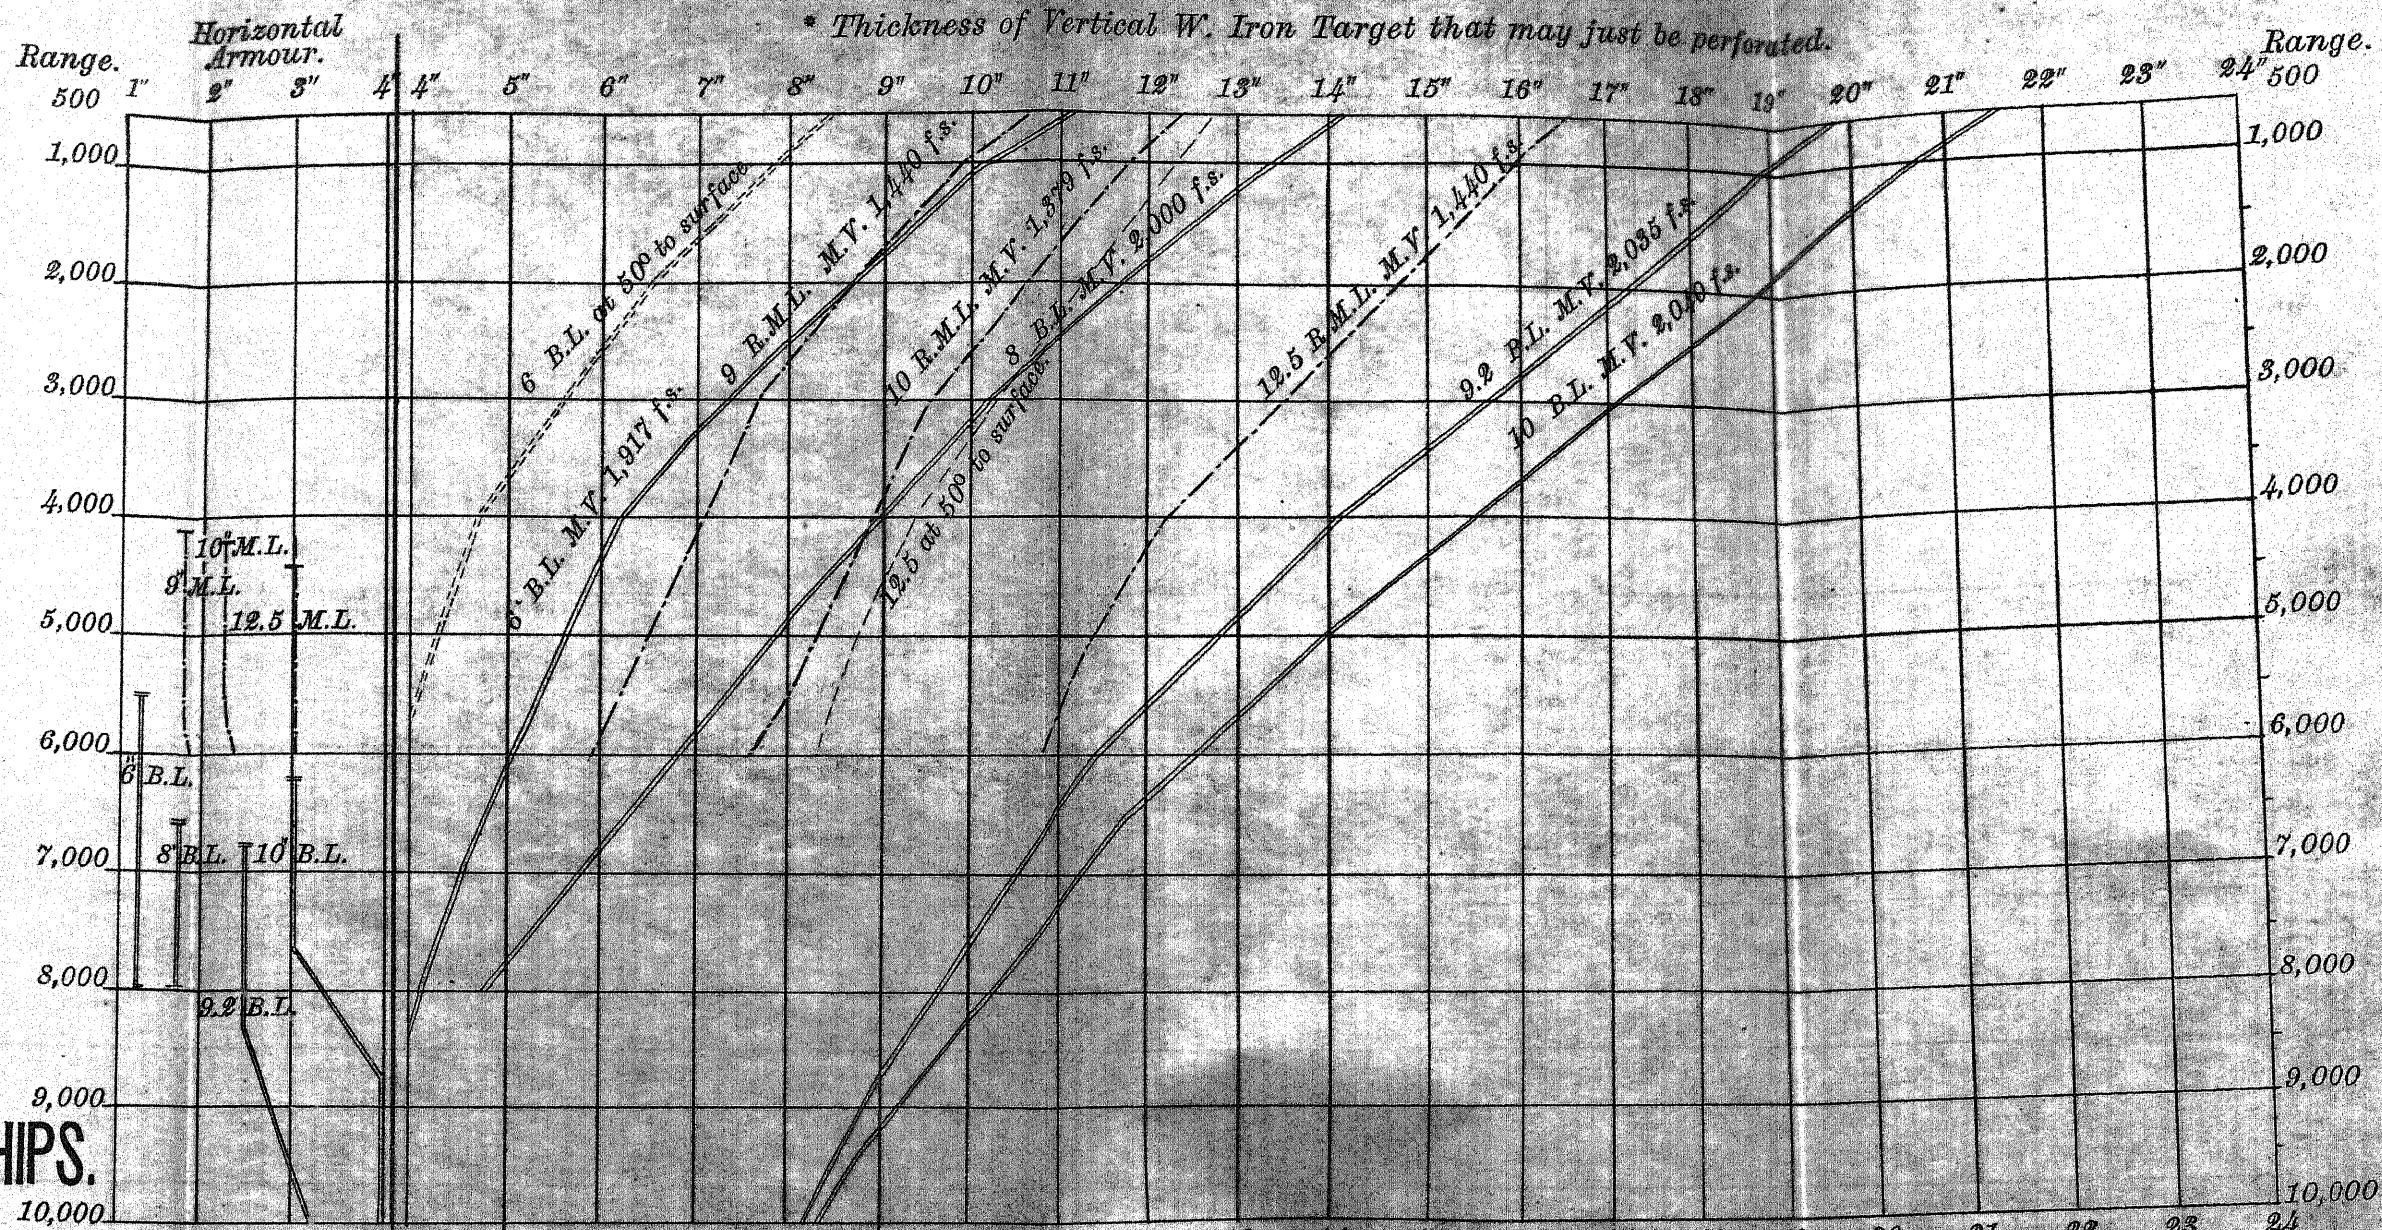 * Thickness of Vertical W. Iron Target that may just be perforated.
Horizontal
Armour.
Range.
Range.
500 1" 2" 3" 4" 4" 5" 6" 7" 8" 9" 10" 11" 12" 13" 14" 15" 16" 17" 18" 19" 20" 21" 22" 23" 24" 500
1,000
1,000
2,000
2,000
3,000
3,000
4,000
4,000
5,000
5,000
6,000
6,000
7,000
7,000
8,000
8,000
9,000
9,000
10,000
10,000
6 B.L. at 50° to surface
6" B.L. M.V. 1,917 f.s.
9 R.M.L. M.V. 1,440 f.s.
10 R.M.L. M.V. 1,379 f.s.
8 B.L. M.V. 2,000 f.s.
12.5 at 50° to surface.
12.5 R.M.L. M.V. 1,440 f.s.
9.2 B.L. M.V. 2,035 f.s.
10 B.L. M.V. 2,040 f.s.
10" M.L.
9" M.L.
12.5 M.L.
6" B.L.
8" B.L.
10" B.L.
9.2 B.L.
HIPS.
20 21 22 23 24